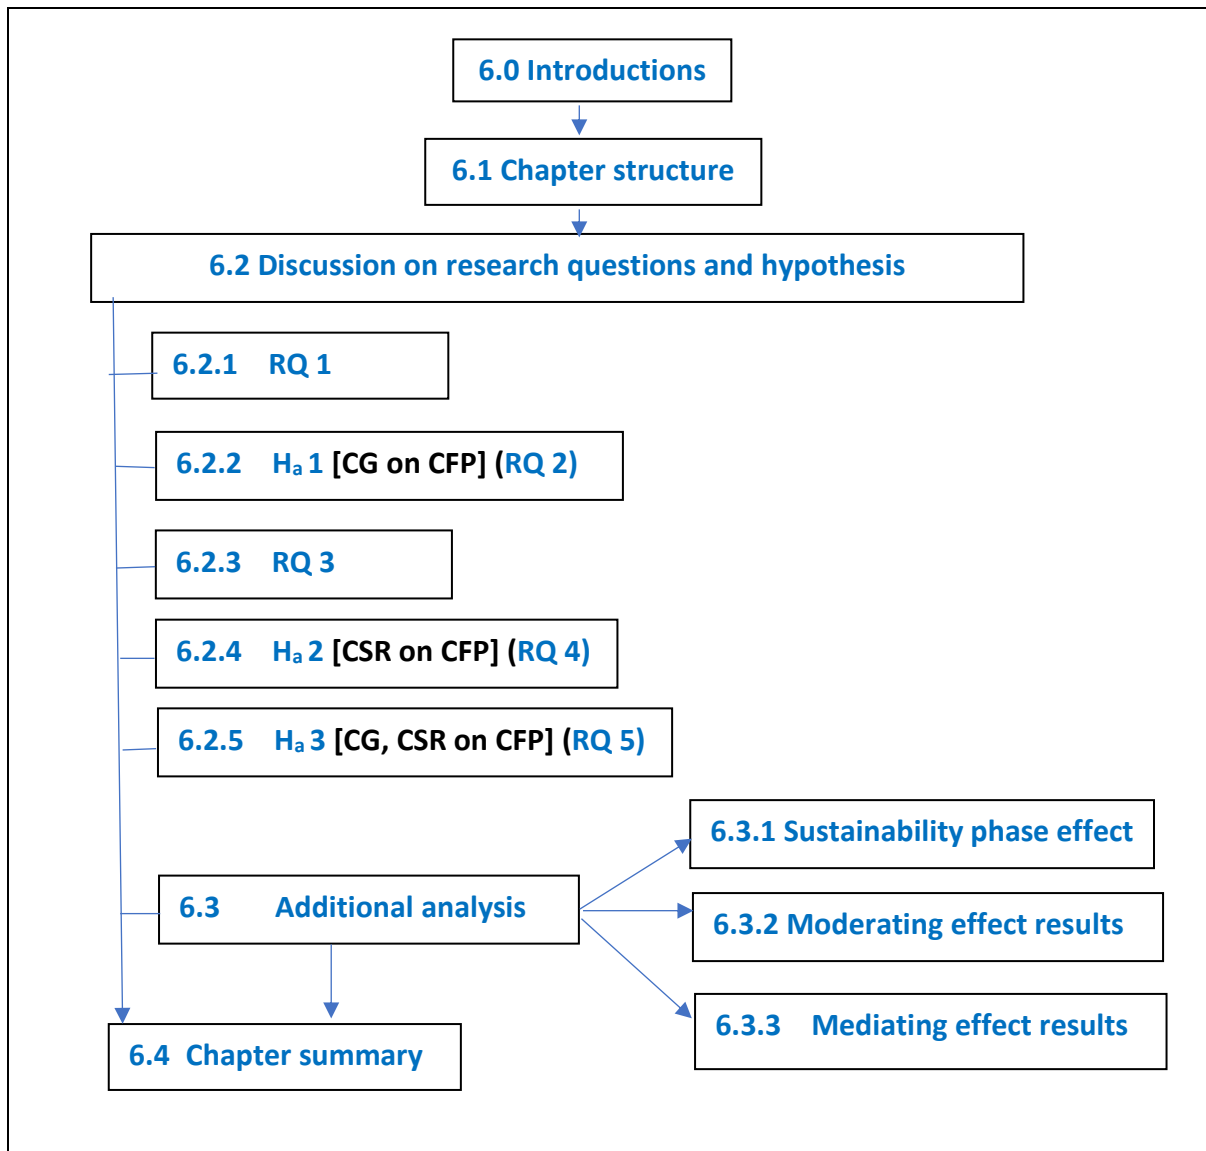 6.0 Introductions
6.1 Chapter structure
6.2 Discussion on research questions and hypothesis
6.2.1 RQ 1
6.2.2 Hₐ 1 [CG on CFP] (RQ 2)
6.2.3 RQ 3
6.2.4 Hₐ 2 [CSR on CFP] (RQ 4)
6.2.5 Hₐ 3 [CG, CSR on CFP] (RQ 5)
6.3 Additional analysis
6.3.1 Sustainability phase effect
6.3.2 Moderating effect results
6.3.3 Mediating effect results
6.4 Chapter summary